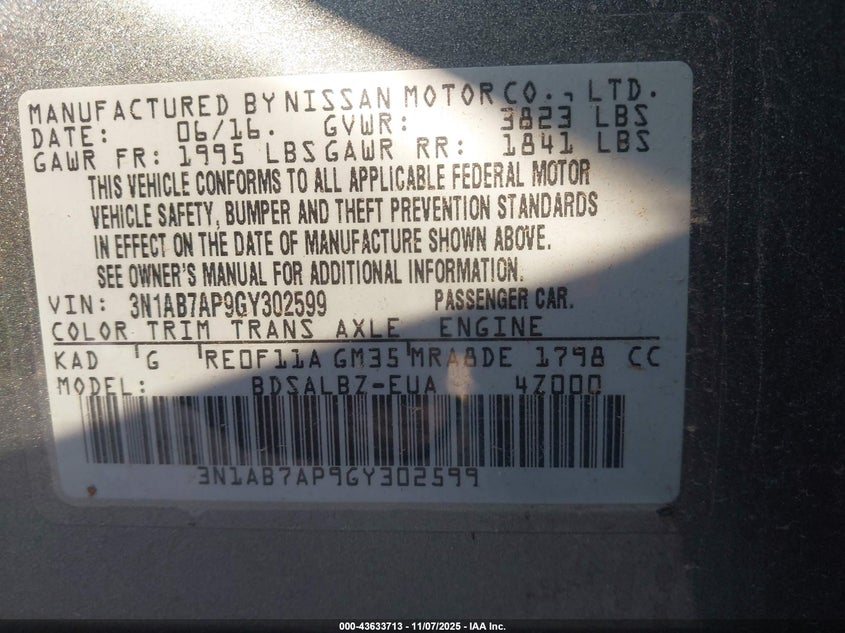 MANUFACTURED BY NISSAN MOTOR CO., LTD.
DATE: 06/16. GVWR: 3823 LBS
GAWR FR: 1995 LBS GAWR RR: 1841 LBS
THIS VEHICLE CONFORMS TO ALL APPLICABLE FEDERAL MOTOR
VEHICLE SAFETY, BUMPER AND THEFT PREVENTION STANDARDS
IN EFFECT ON THE DATE OF MANUFACTURE SHOWN ABOVE.
SEE OWNER'S MANUAL FOR ADDITIONAL INFORMATION.
VIN: 3N1AB7AP9GY302599 PASSENGER CAR.
COLOR TRIM TRANS AXLE ENGINE
KAD G RE0F11A GM35 MRA8DE 1798 CC
MODEL: BDSALBZ-EUA 4Z000
3N1AB7AP9GY302599
000-43633713 - 11/07/2025 - IAA Inc.